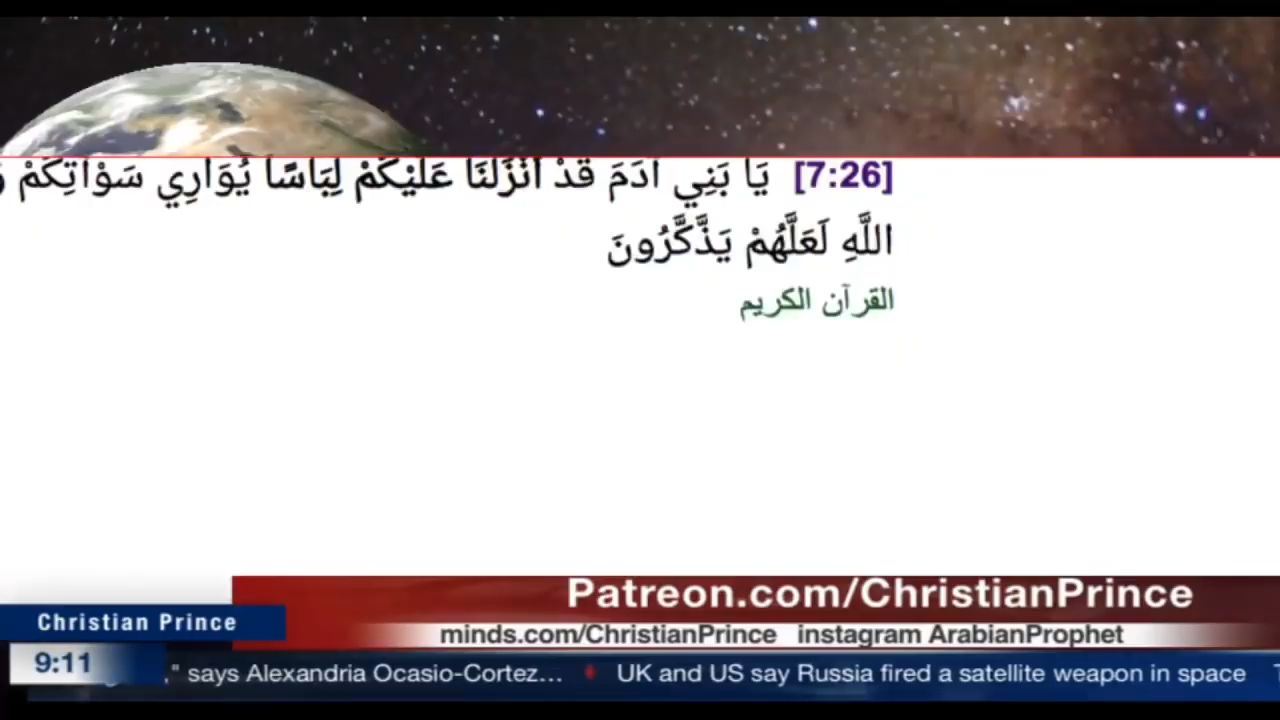 [7:26] يَا بَنِي آدَمَ قَدْ أَنْزَلْنَا عَلَيْكُمْ لِبَاسًا يُوَارِي سَوْآتِكُمْ
اللَّهِ لَعَلَّهُمْ يَذَّكَّرُونَ
القرآن الكريم
Patreon.com/ChristianPrince
Christian Prince
minds.com/ChristianPrince instagram ArabianProphet
9:11
," says Alexandria Ocasio-Cortez... ♦ UK and US say Russia fired a satellite weapon in space